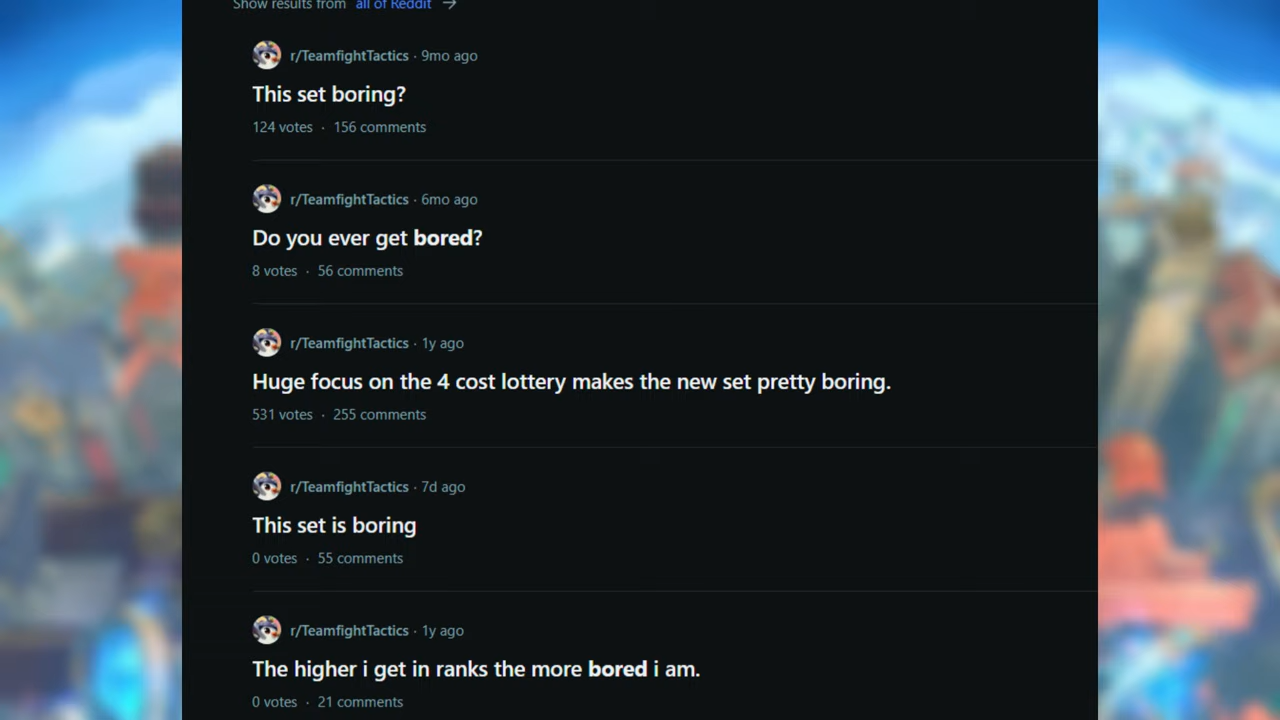 Show results from all of Reddit →
r/TeamfightTactics · 9mo ago
This set boring?
124 votes · 156 comments
r/TeamfightTactics · 6mo ago
Do you ever get bored?
8 votes · 56 comments
r/TeamfightTactics · 1y ago
Huge focus on the 4 cost lottery makes the new set pretty boring.
531 votes · 255 comments
r/TeamfightTactics · 7d ago
This set is boring
0 votes · 55 comments
r/TeamfightTactics · 1y ago
The higher i get in ranks the more bored i am.
0 votes · 21 comments